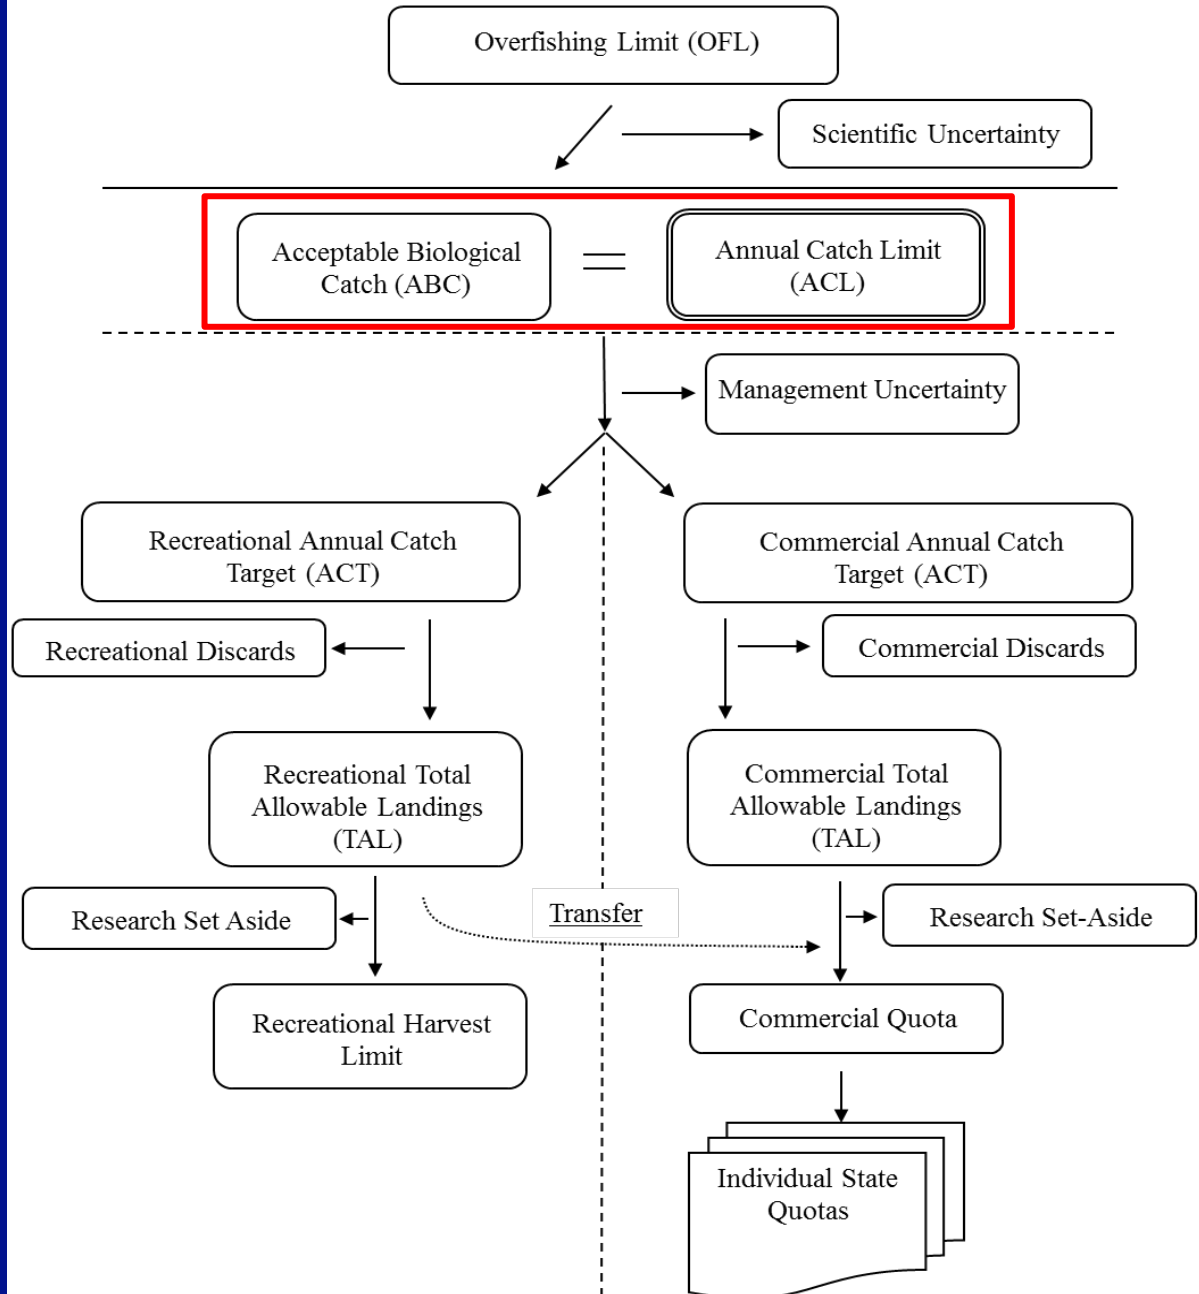 Overfishing Limit (OFL)
Scientific Uncertainty
Acceptable Biological
Catch (ABC)
=
Annual Catch Limit
(ACL)
Management Uncertainty
Recreational Annual Catch
Target (ACT)
Commercial Annual Catch
Target (ACT)
Recreational Discards
Commercial Discards
Recreational Total
Allowable Landings
(TAL)
Commercial Total
Allowable Landings
(TAL)
Research Set Aside
Transfer
Research Set-Aside
Recreational Harvest
Limit
Commercial Quota
Individual State
Quotas